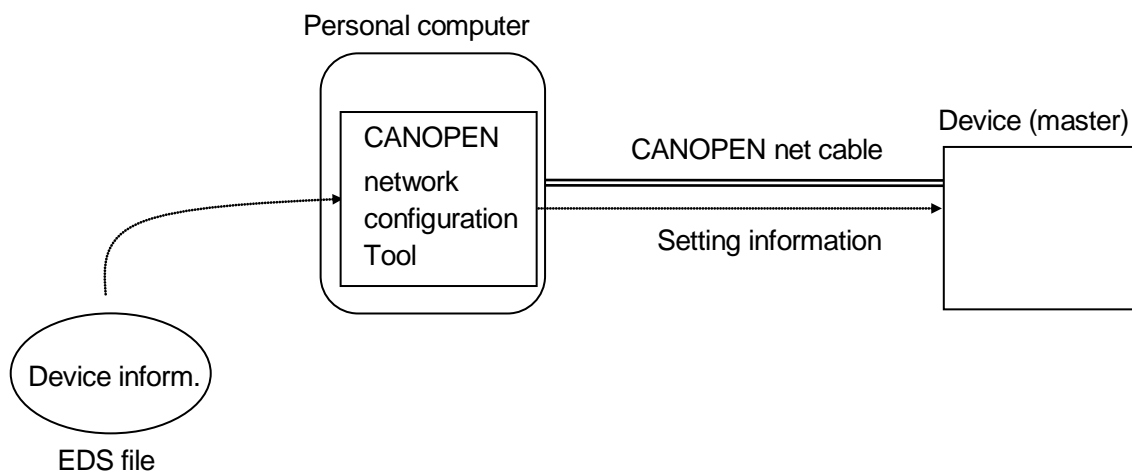 Personal computer
CANOPEN
network
configuration
Tool
CANOPEN net cable
Setting information
Device (master)
Device inform.
EDS file